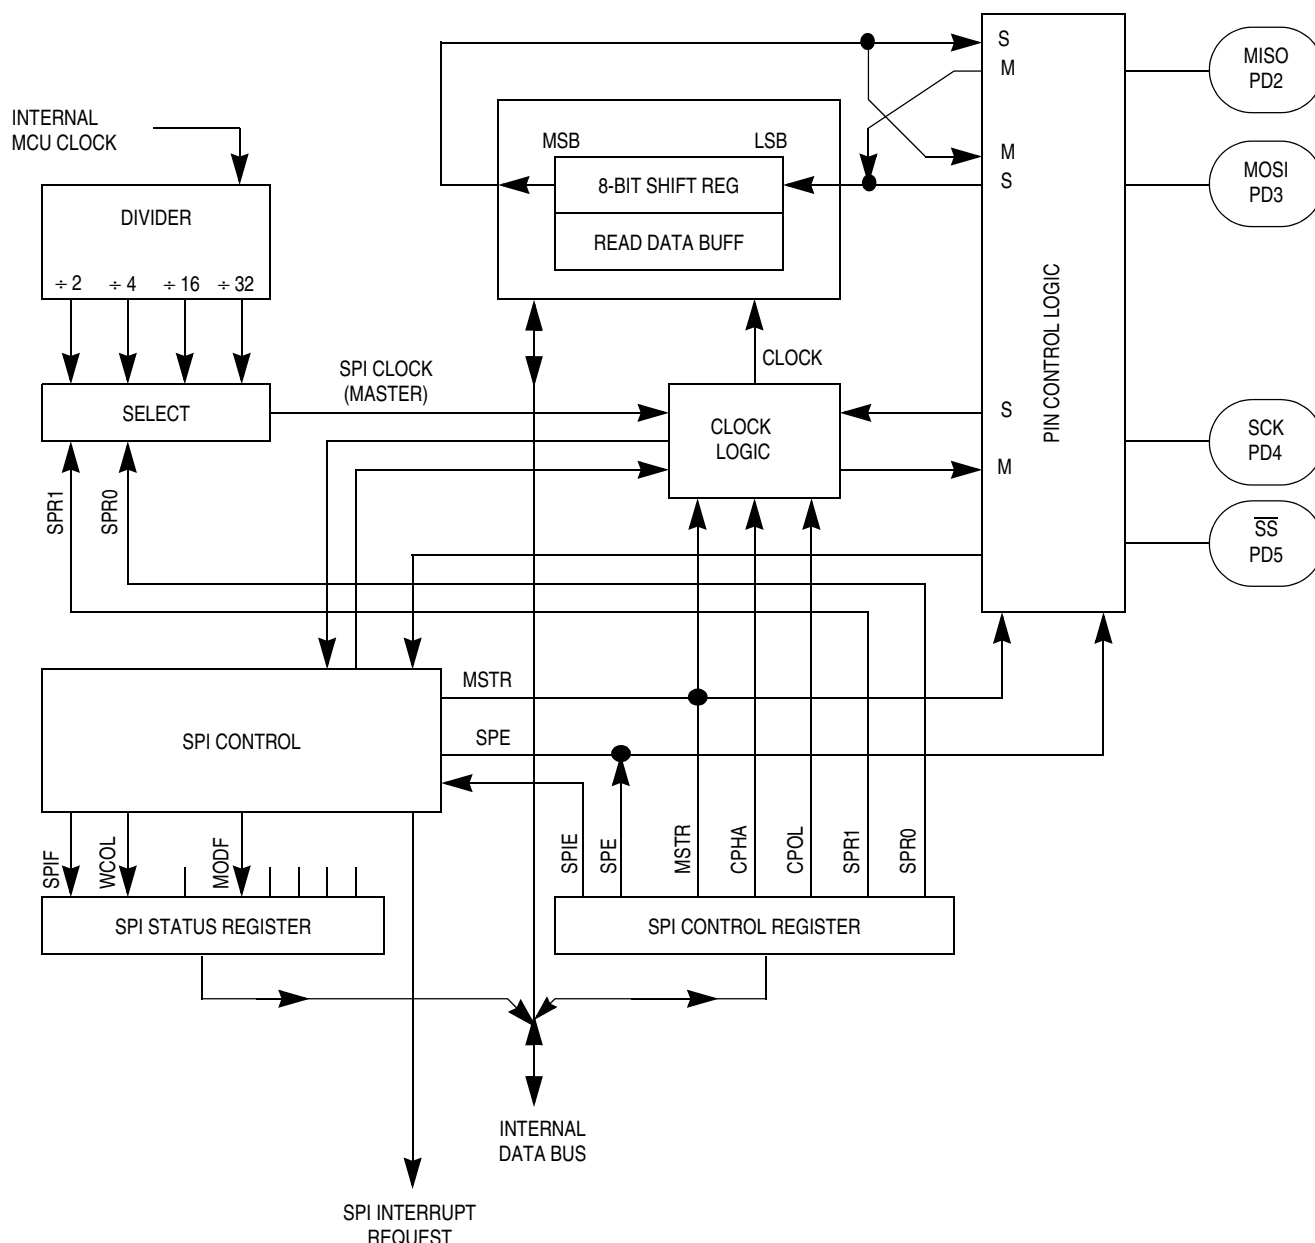 S
M
MISO
PD2
INTERNAL
MCU CLOCK
MSB
LSB
M
S
MOSI
PD3
8-BIT SHIFT REG
READ DATA BUFF
DIVIDER
÷ 2
÷ 4
÷ 16
÷ 32
PIN CONTROL LOGIC
SPI CLOCK
(MASTER)
CLOCK
SELECT
CLOCK
LOGIC
S
M
SCK
PD4
SPR1
SPR0
SS
PD5
MSTR
SPI CONTROL
SPE
SPIF
WCOL
MODF
SPIE
SPE
MSTR
CPHA
CPOL
SPR1
SPR0
SPI STATUS REGISTER
SPI CONTROL REGISTER
INTERNAL
DATA BUS
SPI INTERRUPT
REQUEST